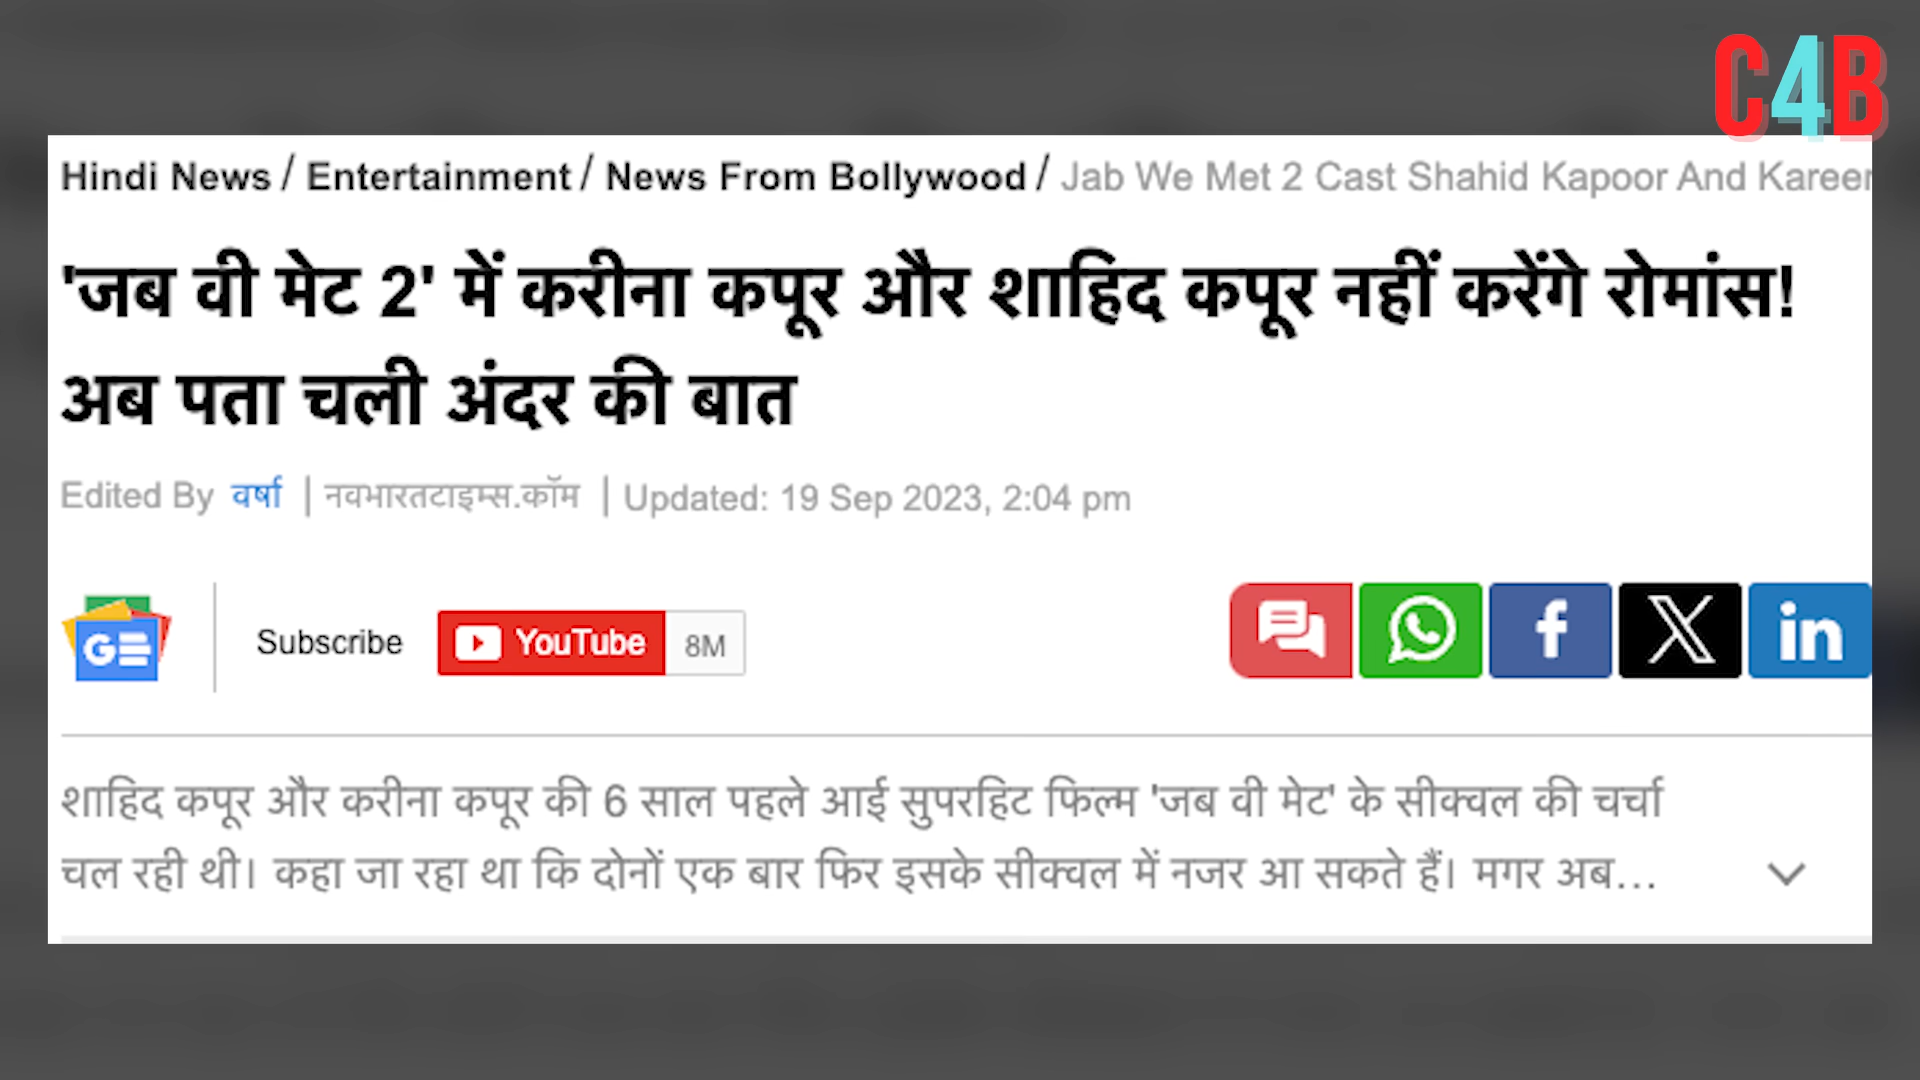 C4B
Hindi News / Entertainment / News From Bollywood / Jab We Met 2 Cast Shahid Kapoor And
'जब वी मेट 2' में करीना कपूर और शाहिद कपूर नहीं करेंगे रोमांस!
अब पता चली अंदर की बात
Edited By वर्षा | नवभारतटाइम्स.कॉम | Updated: 19 Sep 2023, 2:04 pm
GE
Subscribe YouTube 8M
f X in
शाहिद कपूर और करीना कपूर की 6 साल पहले आई सुपरहिट फिल्म 'जब वी मेट' के सीक्वल की चर्चा
चल रही थी। कहा जा रहा था कि दोनों एक बार फिर इसके सीक्वल में नजर आ सकते हैं। मगर अब...